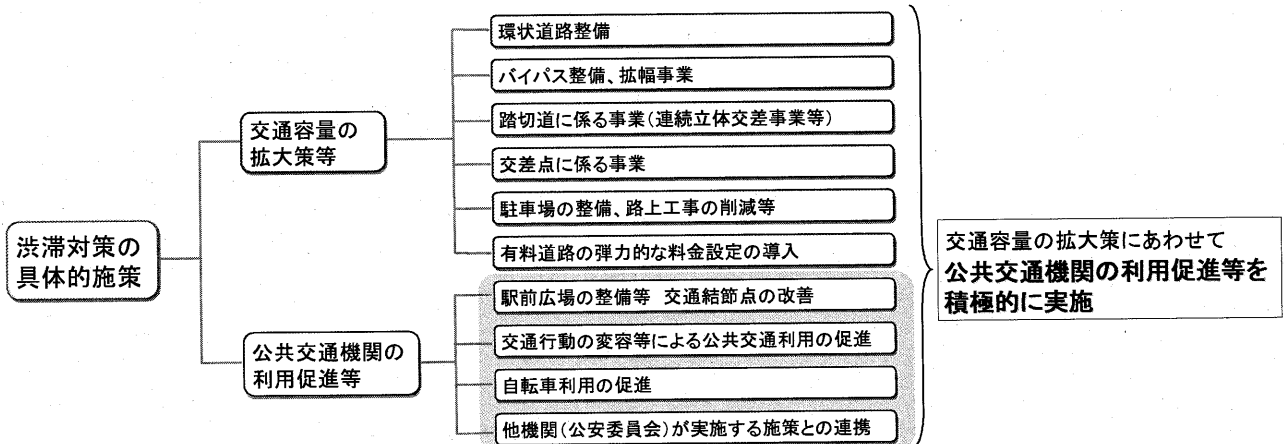 渋滞対策の
具体的施策
交通容量の
拡大策等
環状道路整備
バイパス整備、拡幅事業
踏切道に係る事業(連続立体交差事業等)
交差点に係る事業
駐車場の整備、路上工事の削減等
有料道路の弾力的な料金設定の導入
公共交通機関の
利用促進等
駅前広場の整備等 交通結節点の改善
交通行動の変容等による公共交通利用の促進
自転車利用の促進
他機関(公安委員会)が実施する施策との連携
交通容量の拡大策にあわせて
公共交通機関の利用促進等を
積極的に実施